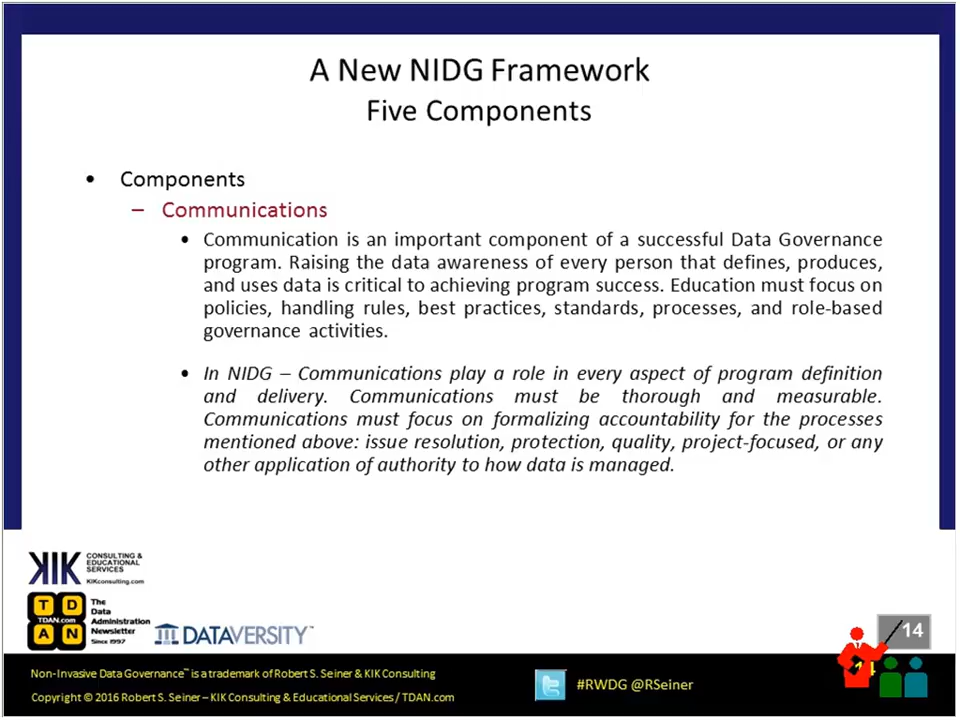 A New NIDG Framework
Five Components
• Components
– Communications
• Communication is an important component of a successful Data Governance
program. Raising the data awareness of every person that defines, produces,
and uses data is critical to achieving program success. Education must focus on
policies, handling rules, best practices, standards, processes, and role-based
governance activities.
• In NIDG – Communications play a role in every aspect of program definition
and delivery. Communications must be thorough and measurable.
Communications must focus on formalizing accountability for the processes
mentioned above: issue resolution, protection, quality, project-focused, or any
other application of authority to how data is managed.
KIK CONSULTING &
EDUCATIONAL
SERVICES
KIKconsulting.com
T D
TDAN.com
A N
The
Data
Administration
Newsletter
Since 1997
DATAVERSITY™
14
14
Non-Invasive Data Governance™ is a trademark of Robert S. Seiner & KIK Consulting
Copyright © 2016 Robert S. Seiner – KIK Consulting & Educational Services / TDAN.com
#RWDG @RSeiner